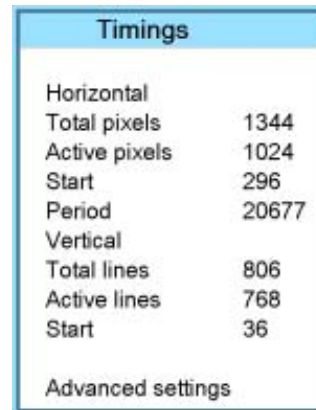 Timings
Horizontal
Total pixels 1344
Active pixels 1024
Start 296
Period 20677
Vertical
Total lines 806
Active lines 768
Start 36
Advanced settings